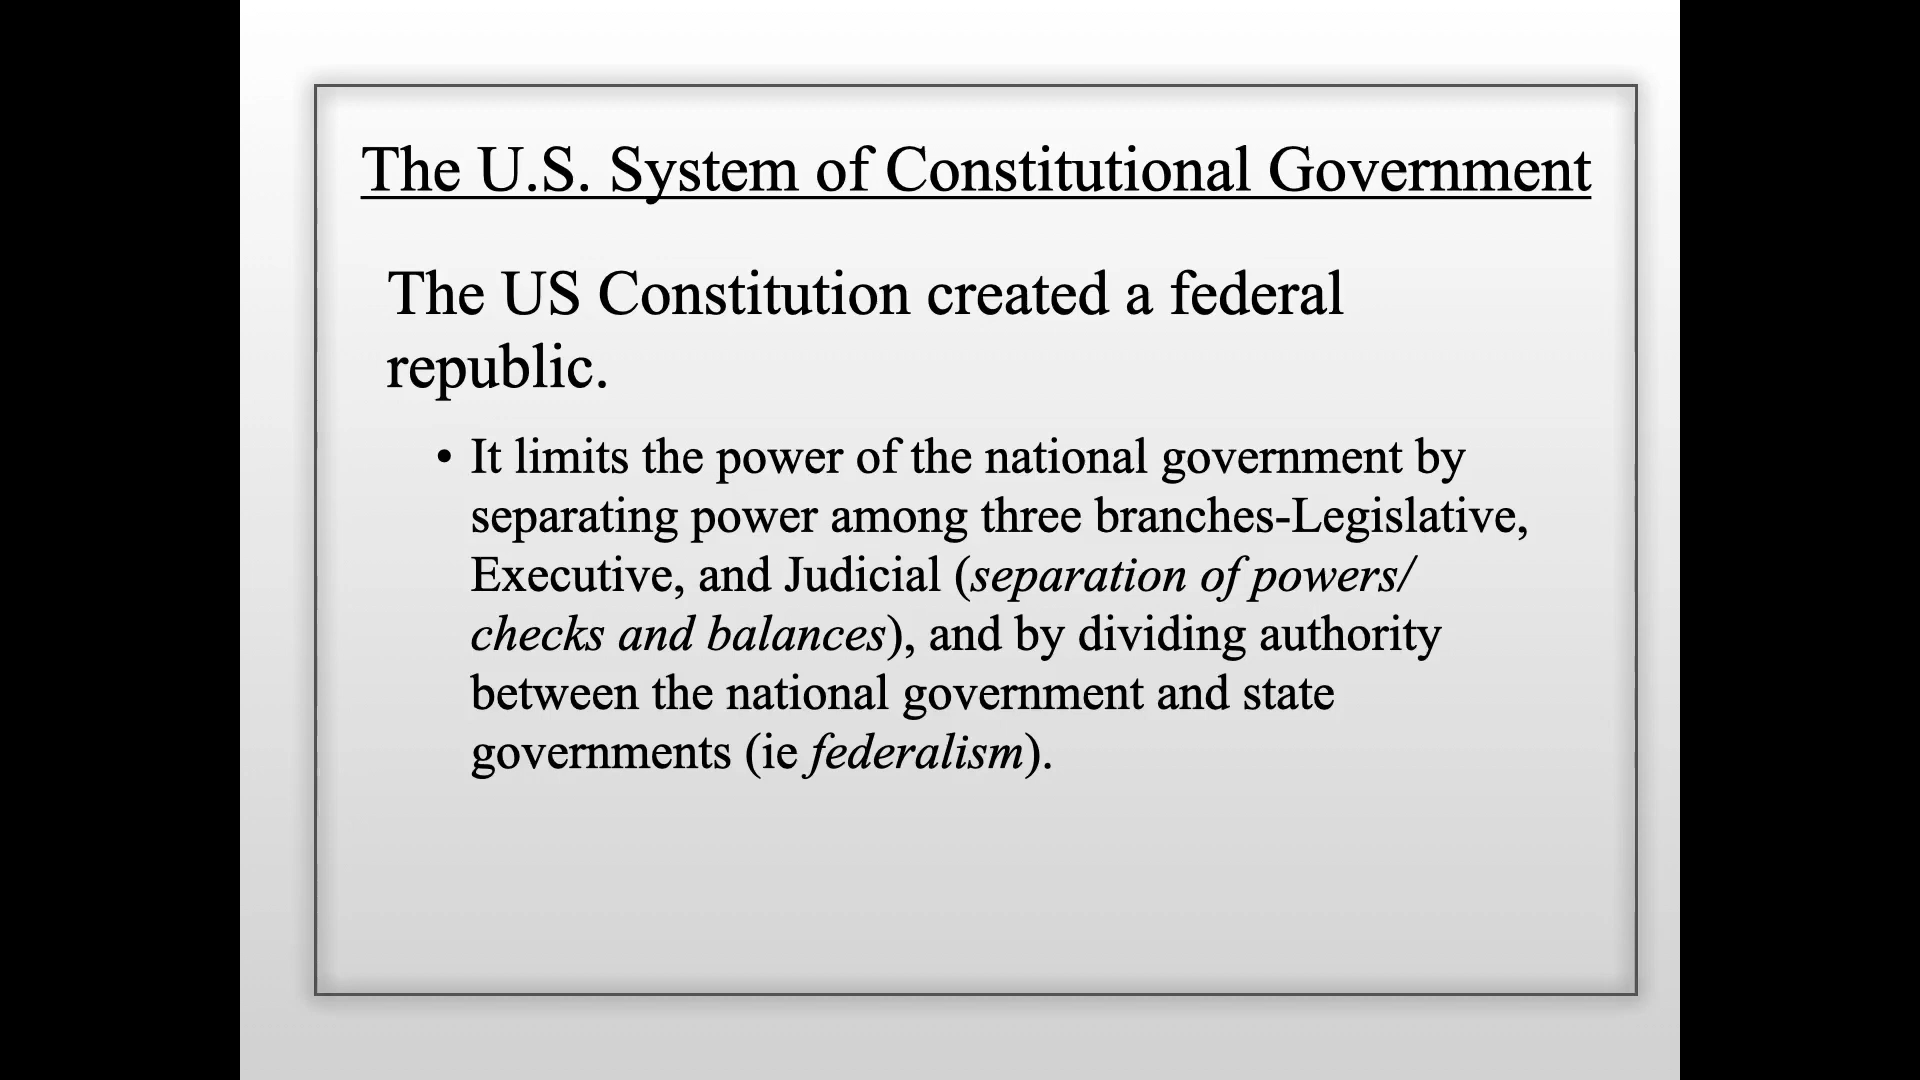 The U.S. System of Constitutional Government
The US Constitution created a federal
republic.
• It limits the power of the national government by
separating power among three branches-Legislative,
Executive, and Judicial (separation of powers/
checks and balances), and by dividing authority
between the national government and state
governments (ie federalism).